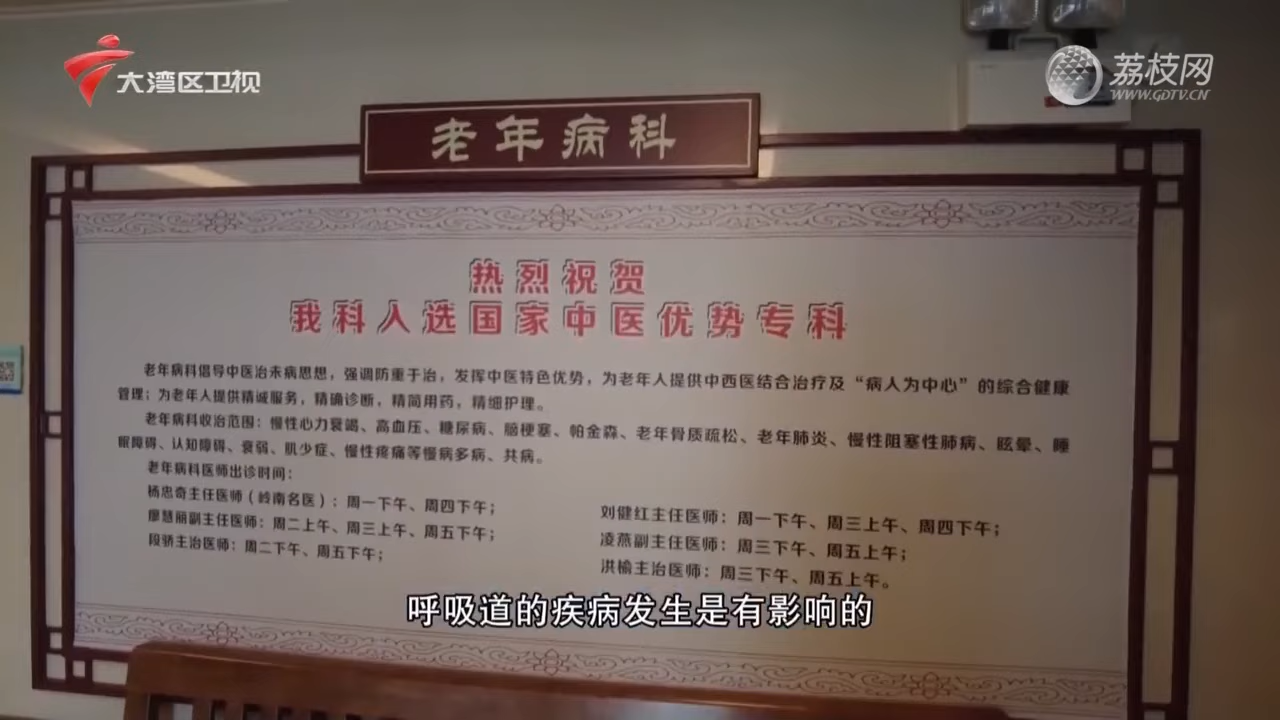 大湾区卫视
荔枝网
WWW.GDTV.CN
老年病科
热烈祝贺
我科入选国家中医优势专科
老年病科倡导中医治未病思想，强调防重于治，发挥中医特色优势，为老年人提供中西医结合治疗及“病人为中心”的综合健康
管理；为老年人提供精诚服务，精确诊断，精简用药，精细护理。
老年病科收治范围：慢性心力衰竭、高血压、糖尿病、脑梗塞、帕金森、老年骨质疏松、老年肺炎、慢性阻塞性肺病、眩晕、睡
眠障碍、认知障碍、衰弱、肌少症、慢性疼痛等慢病多病、共病。
老年病科医师出诊时间：
杨忠奇主任医师（岭南名医）：周一下午、周四下午；
刘健红主任医师：周一下午、周三上午、周四下午；
廖慧丽副主任医师：周二上午、周三上午、周五下午；
凌燕副主任医师：周三下午、周五上午；
段骄主治医师：周二下午、周五下午；
洪榆主治医师：周三下午、周五上午。
呼吸道的疾病发生是有影响的